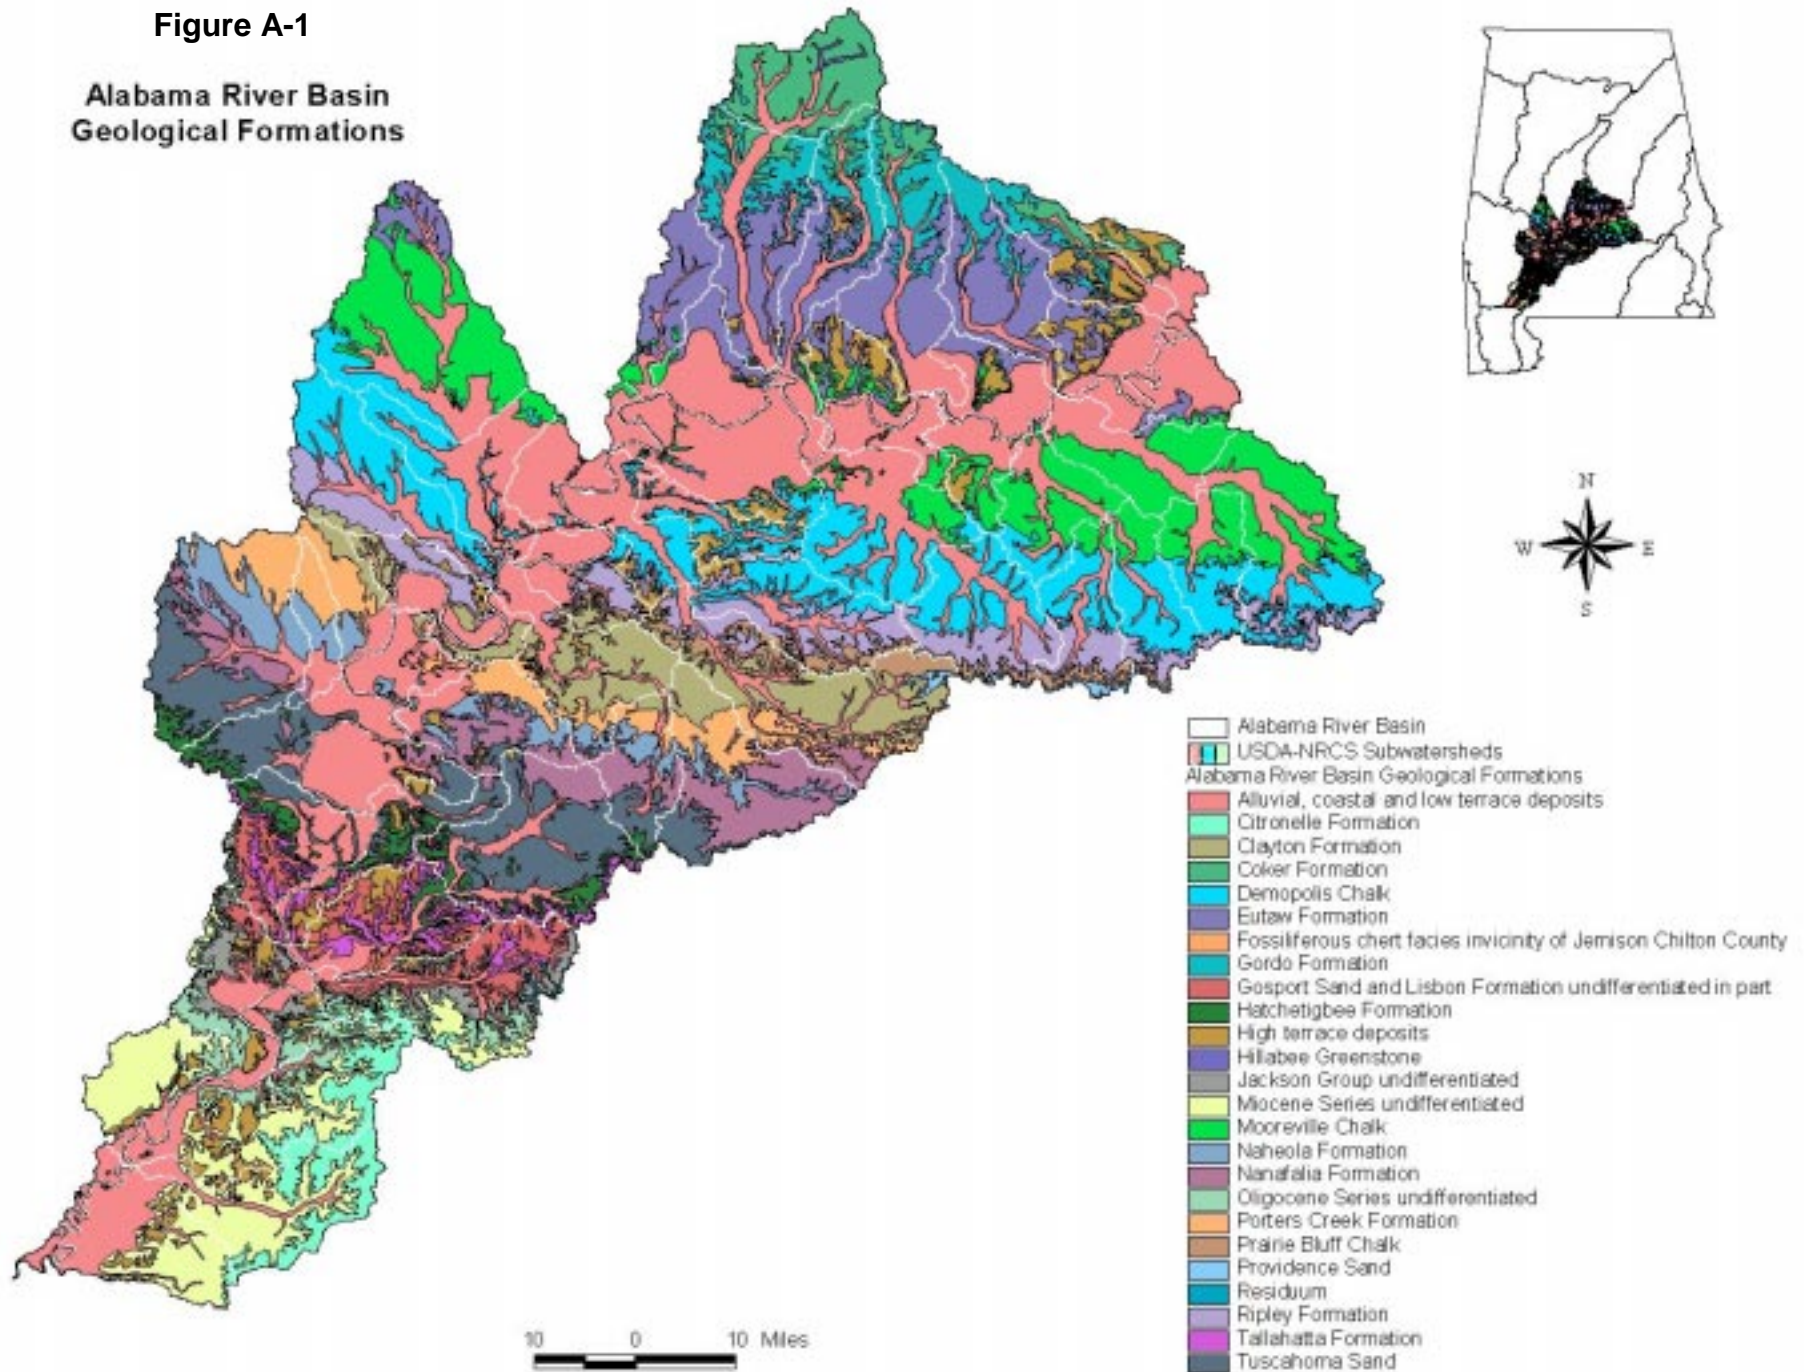 Figure A-1
Alabama River Basin
Geological Formations
N
W
E
S
Alabama River Basin
USDA-NRCS Subwatersheds
Alabama River Basin Geological Formations
Alluvial, coastal and low terrace deposits
Citronelle Formation
Clayton Formation
Coker Formation
Demopolis Chalk
Eutaw Formation
Fossiliferous chert facies invicinity of Jemison Chilton County
Gordo Formation
Gosport Sand and Lisbon Formation undifferentiated in part
Hatchetigbee Formation
High terrace deposits
Hillabee Greenstone
Jackson Group undifferentiated
Miocene Series undifferentiated
Mooreville Chalk
Naheola Formation
Nanafalia Formation
Oligocene Series undifferentiated
Porters Creek Formation
Prairie Bluff Chalk
Providence Sand
Residuum
Ripley Formation
Tallahatta Formation
Tuscahoma Sand
10 0 10 Miles